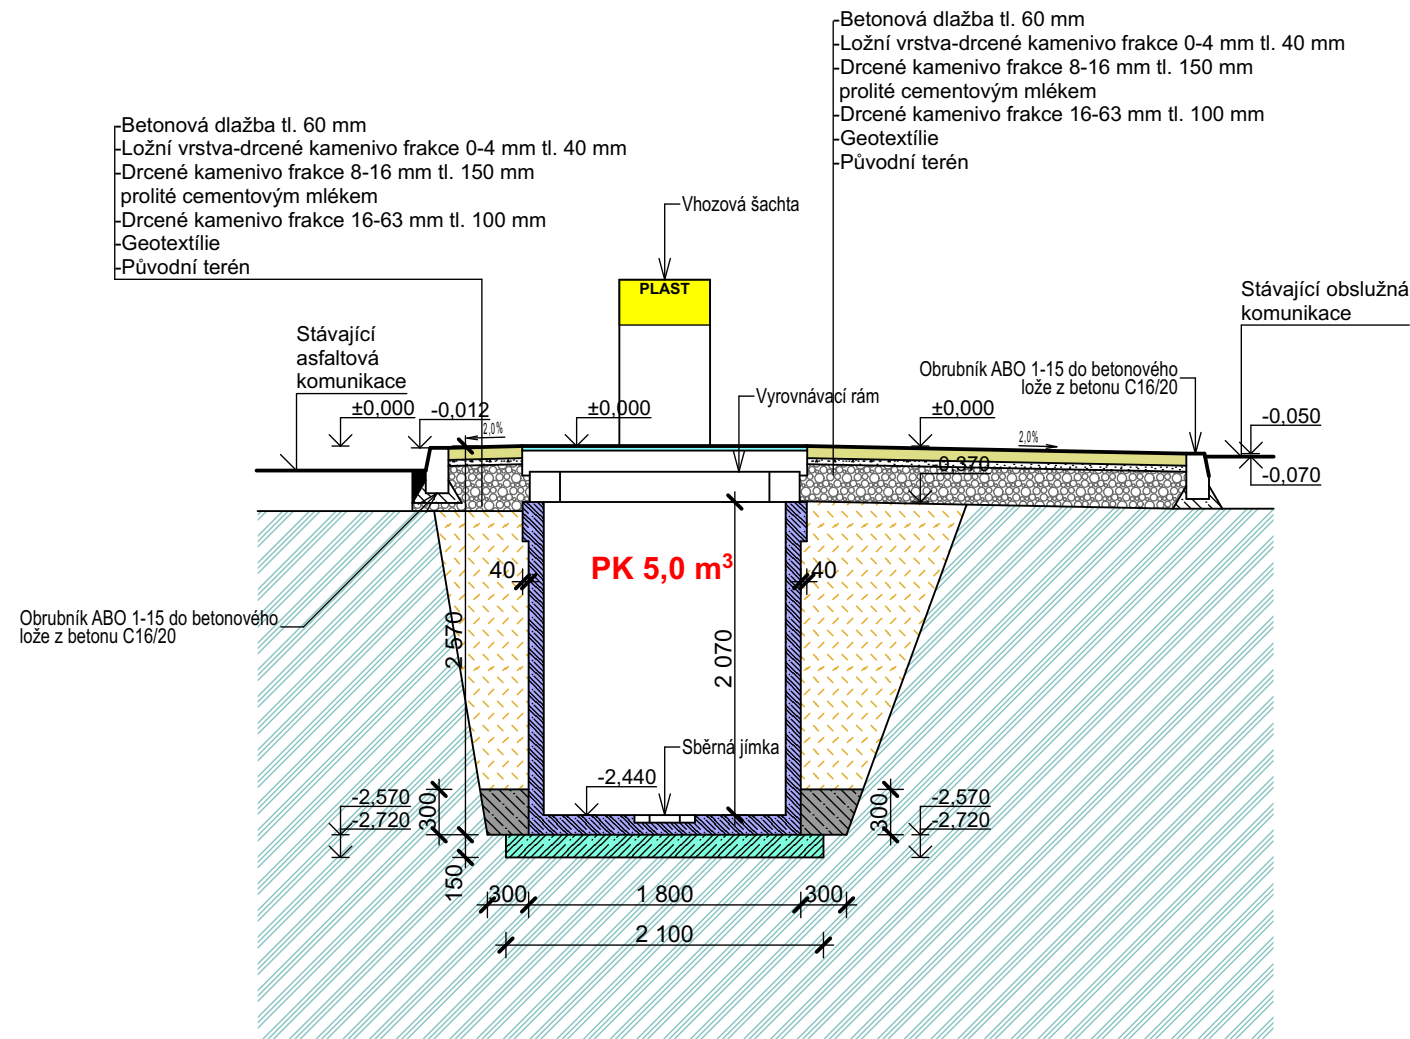 -Betonová dlažba tl. 60 mm
-Ložní vrstva-drcené kamenivo frakce 0-4 mm tl. 40 mm
-Drcené kamenivo frakce 8-16 mm tl. 150 mm
prolité cementovým mlékem
-Drcené kamenivo frakce 16-63 mm tl. 100 mm
-Geotextílie
-Původní terén
-Betonová dlažba tl. 60 mm
-Ložní vrstva-drcené kamenivo frakce 0-4 mm tl. 40 mm
-Drcené kamenivo frakce 8-16 mm tl. 150 mm
prolité cementovým mlékem
-Drcené kamenivo frakce 16-63 mm tl. 100 mm
-Geotextílie
-Původní terén
Vhozová šachta
PLAST
Stávající obslužná
komunikace
Stávající
asfaltová
komunikace
Obrubník ABO 1-15 do betonového
lože z betonu C16/20
Vyrovnávací rám
±0,000
-0,012
±0,000
±0,000
-0,050
2,0%
2,0%
-0,370
-0,070
PK 5,0 m³
40
40
Obrubník ABO 1-15 do betonového
lože z betonu C16/20
2 570
2 070
Sběrná jímka
-2,440
-2,570
-2,720
300
300
-2,570
-2,720
150
300
1 800
300
2 100